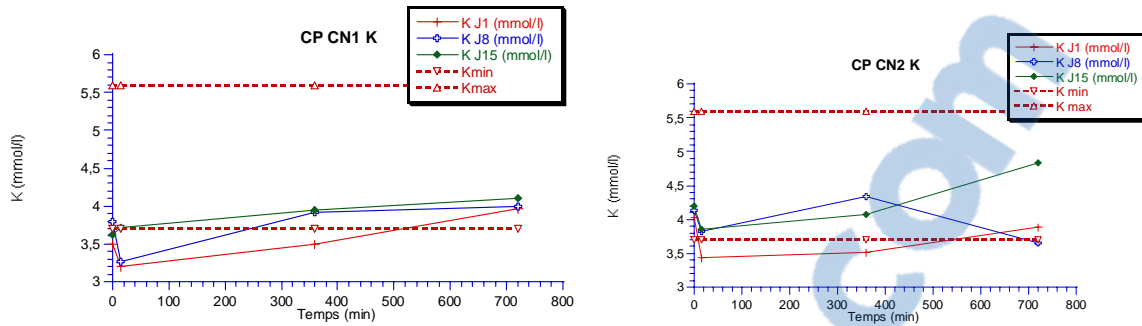 CP CN1 K
K J1 (mmol/l)
K J8 (mmol/l)
K J15 (mmol/l)
Kmin
Kmax
K (mmol/l)
6
5,5
5
4,5
4
3,5
3
0 100 200 300 400 500 600 700 800
Temps (min)
CP CN2 K
K J1 (mmol/l)
K J8 (mmol/l)
K J15 (mmol/l)
K min
K max
K (mmol/l)
6
5,5
5
4,5
4
3,5
3
0 100 200 300 400 500 600 700 800
Temps (min)
com